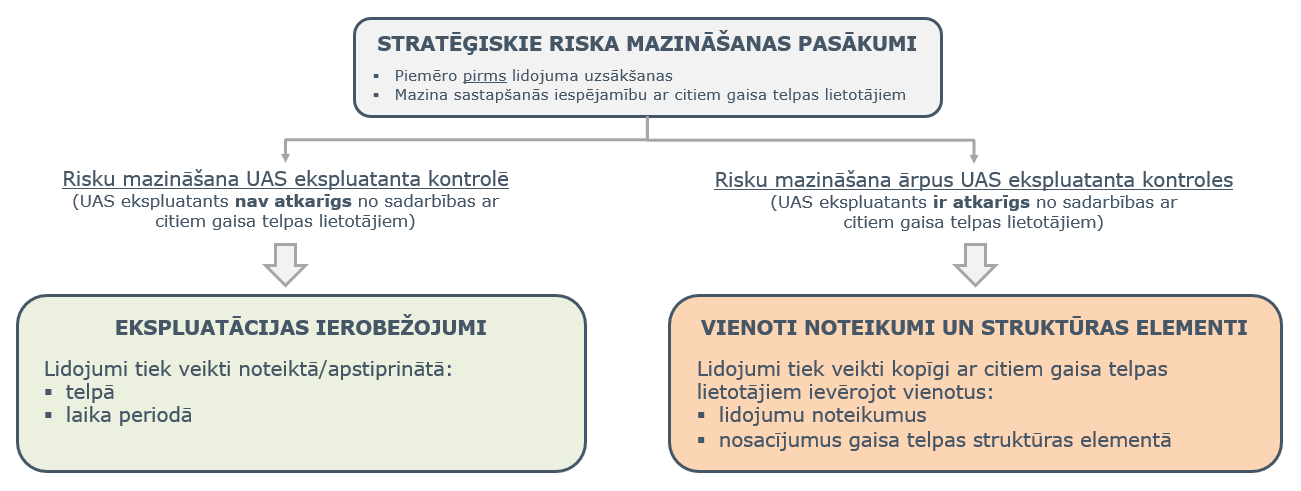 STRATĒĢISKIE RISKA MAZINĀŠANAS PASĀKUMI
▪ Piemēro pirms lidojuma uzsākšanas
▪ Mazina sastapšanās iespējamību ar citiem gaisa telpas lietotājiem
Risku mazināšana UAS ekspluatanta kontrolē
(UAS ekspluatants nav atkarīgs no sadarbības ar
citiem gaisa telpas lietotājiem)
Risku mazināšana ārpus UAS ekspluatanta kontroles
(UAS ekspluatants ir atkarīgs no sadarbības ar
citiem gaisa telpas lietotājiem)
EKSPLUATĀCIJAS IEROBEŽOJUMI
Lidojumi tiek veikti noteiktā/apstiprinātā:
▪ telpā
▪ laika periodā
VIENOTI NOTEIKUMI UN STRUKTŪRAS ELEMENTI
Lidojumi tiek veikti kopīgi ar citiem gaisa telpas
lietotājiem ievērojot vienotus:
▪ lidojumu noteikumus
▪ nosacījumus gaisa telpas struktūras elementā